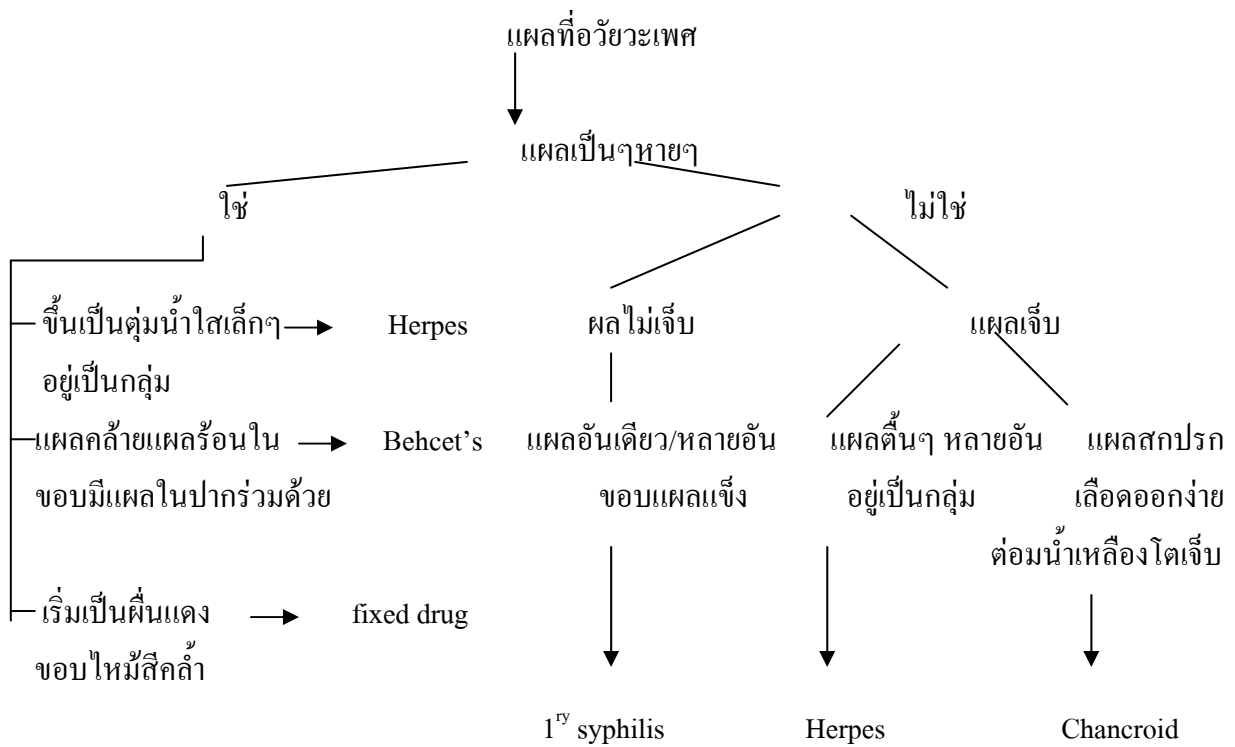 แผลที่อวัยวะเพศ
แผลเป็นๆหายๆ
ใช่
ไม่ใช่
ขึ้นเป็นตุ่มน้ำใสเล็กๆ
อยู่เป็นกลุ่ม
Herpes
แผลคล้ายแผลร้อนใน
ขอบมีแผลในปากร่วมด้วย
Behcet's
เริ่มเป็นผื่นแดง
ขอบไหม้สีคล้ำ
fixed drug
ผลไม่เจ็บ
แผลเจ็บ
แผลอันเดียว/หลายอัน
ขอบแผลแข็ง
แผลตื้นๆ หลายอัน
อยู่เป็นกลุ่ม
แผลสกปรก
เลือดออกง่าย
ต่อมน้ำเหลืองโตเจ็บ
1ry syphilis
Herpes
Chancroid